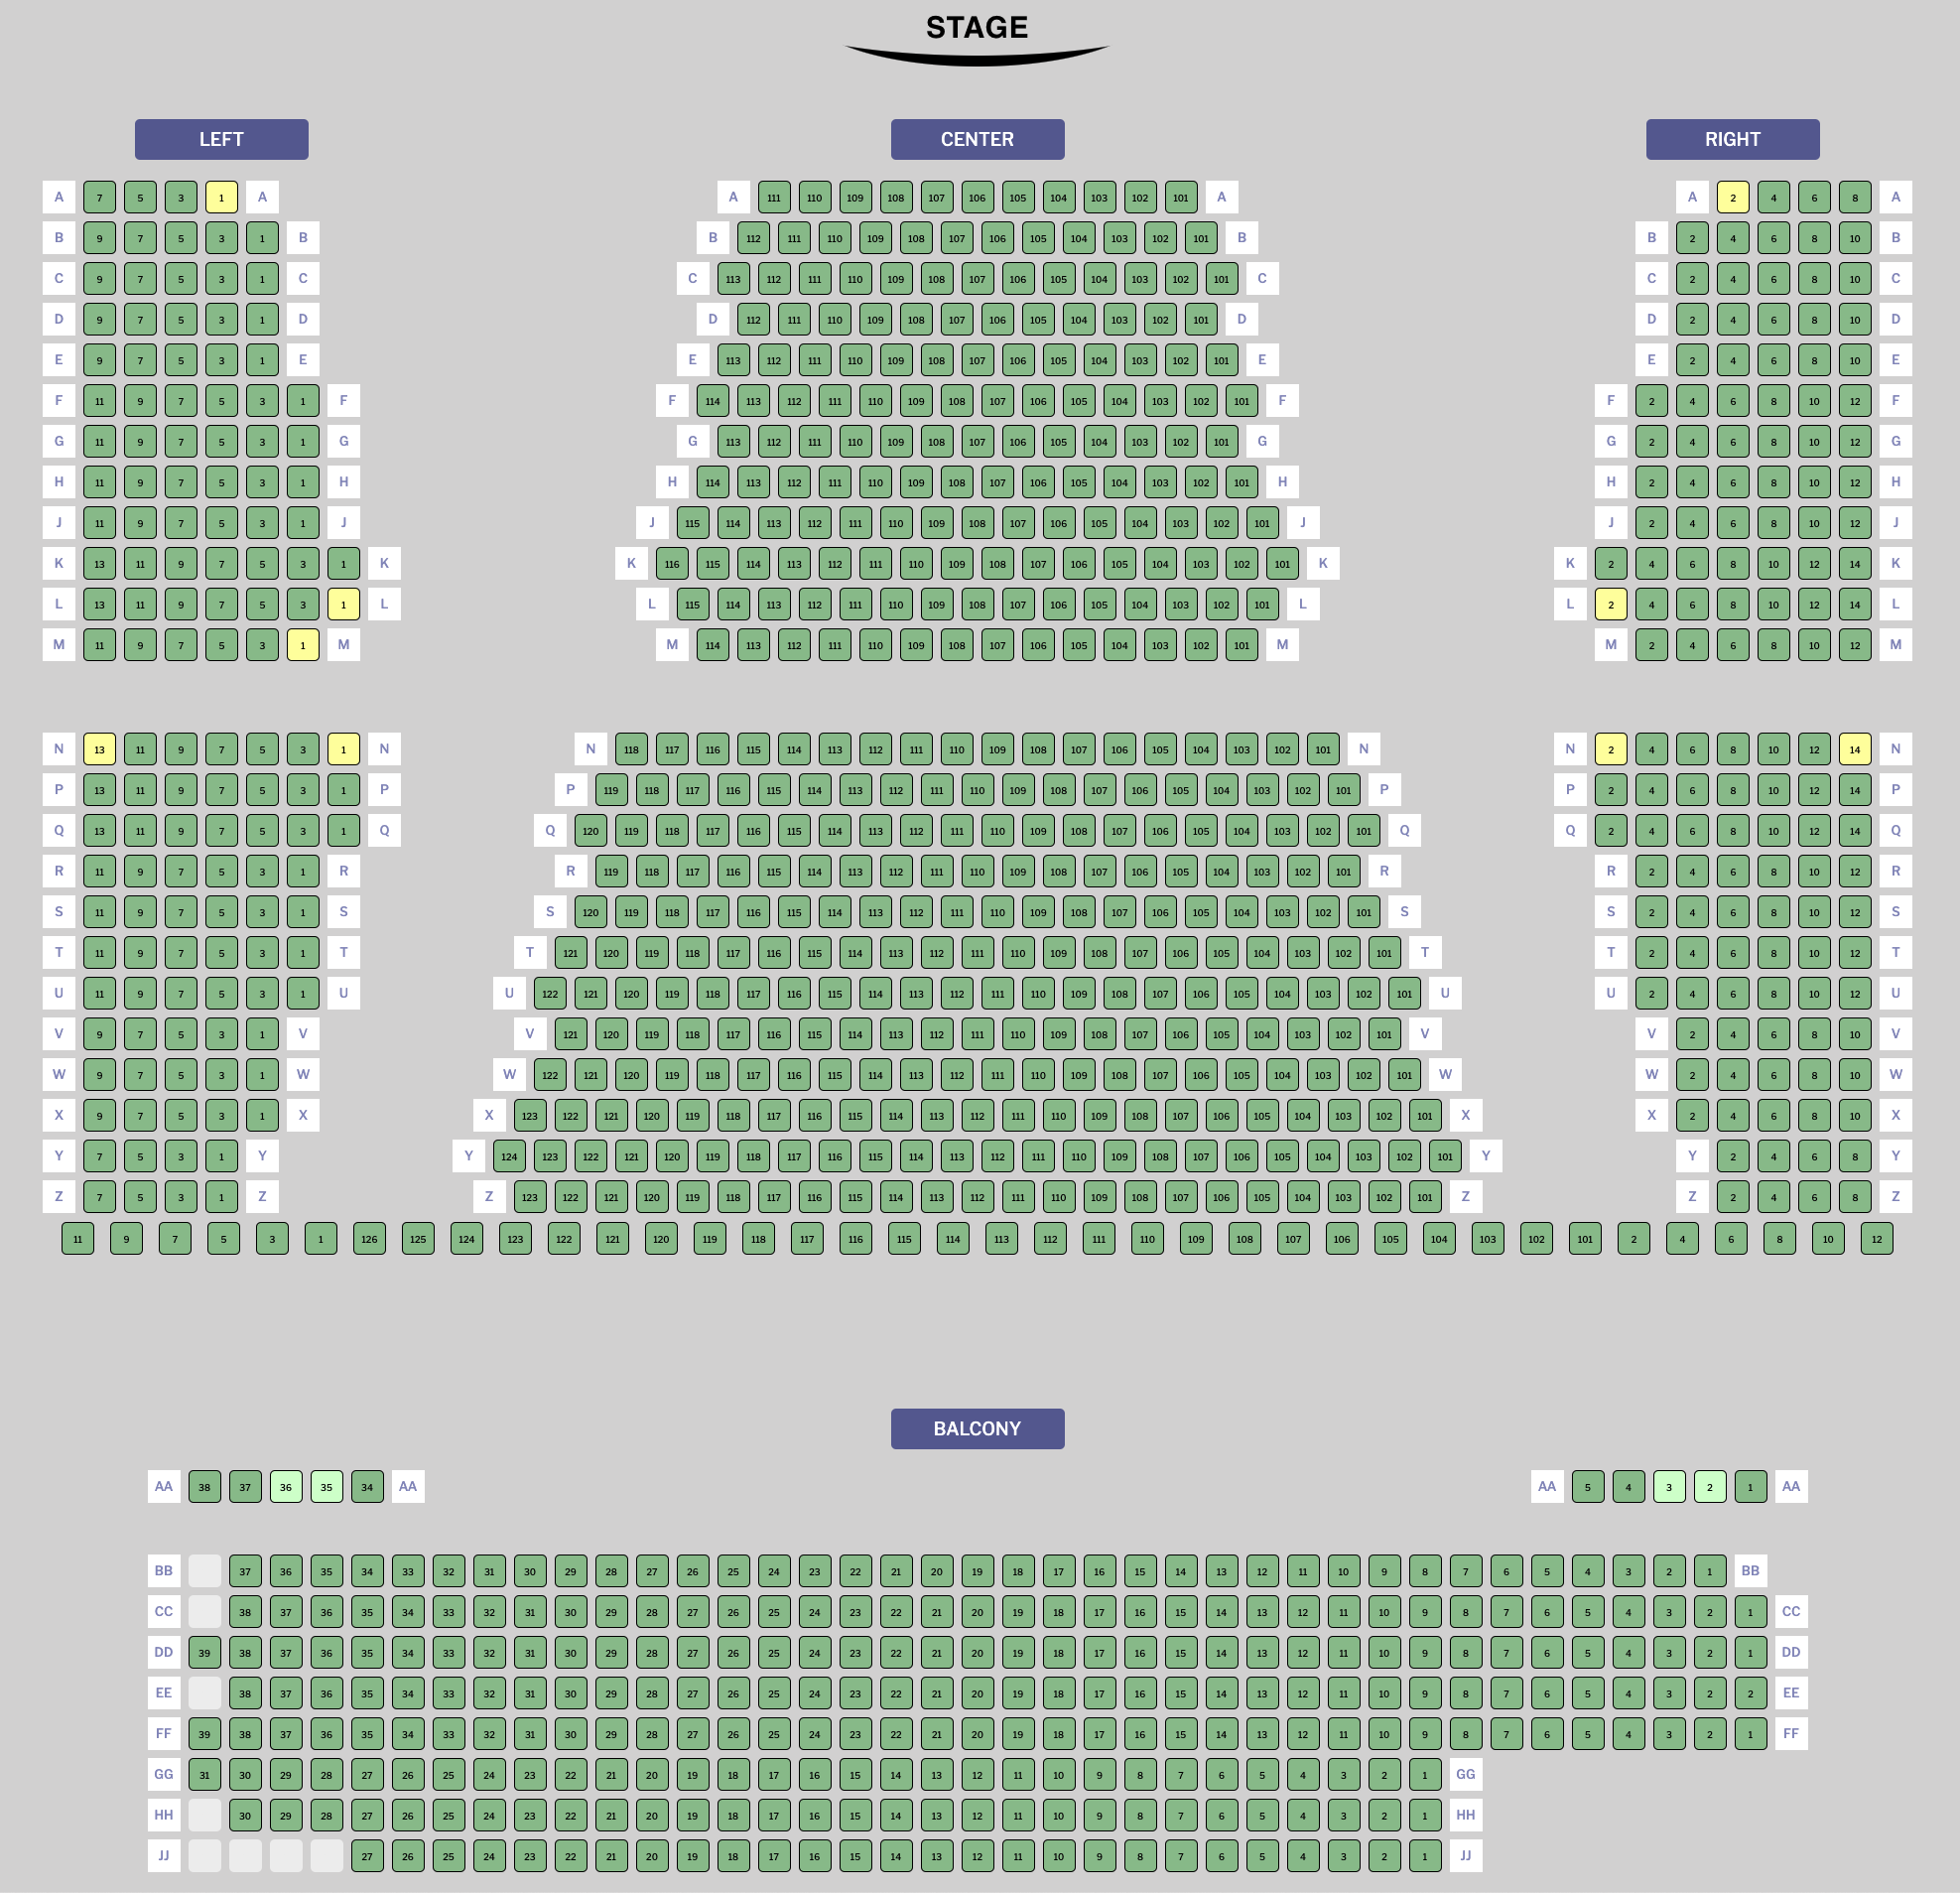 STAGE
LEFT CENTER RIGHT
A 7 5 3 1 A A 111 110 109 108 107 106 105 104 103 102 101 A A 2 4 6 8 A
B 9 7 5 3 1 B B 112 111 110 109 108 107 106 105 104 103 102 101 B B 2 4 6 8 10 B
C 9 7 5 3 1 C C 113 112 111 110 109 108 107 106 105 104 103 102 101 C C 2 4 6 8 10 C
D 9 7 5 3 1 D D 112 111 110 109 108 107 106 105 104 103 102 101 D D 2 4 6 8 10 D
E 9 7 5 3 1 E E 113 112 111 110 109 108 107 106 105 104 103 102 101 E E 2 4 6 8 10 E
F 11 9 7 5 3 1 F F 114 113 112 111 110 109 108 107 106 105 104 103 102 101 F F 2 4 6 8 10 12 F
G 11 9 7 5 3 1 G G 113 112 111 110 109 108 107 106 105 104 103 102 101 G G 2 4 6 8 10 12 G
H 11 9 7 5 3 1 H H 114 113 112 111 110 109 108 107 106 105 104 103 102 101 H H 2 4 6 8 10 12 H
J 11 9 7 5 3 1 J J 115 114 113 112 111 110 109 108 107 106 105 104 103 102 101 J J 2 4 6 8 10 12 J
K 13 11 9 7 5 3 1 K K 116 115 114 113 112 111 110 109 108 107 106 105 104 103 102 101 K K 2 4 6 8 10 12 14 K
L 13 11 9 7 5 3 1 L L 115 114 113 112 111 110 109 108 107 106 105 104 103 102 101 L L 2 4 6 8 10 12 14 L
M 11 9 7 5 3 1 M M 114 113 112 111 110 109 108 107 106 105 104 103 102 101 M M 2 4 6 8 10 12 M
N 13 11 9 7 5 3 1 N N 118 117 116 115 114 113 112 111 110 109 108 107 106 105 104 103 102 101 N N 2 4 6 8 10 12 14 N
P 13 11 9 7 5 3 1 P P 119 118 117 116 115 114 113 112 111 110 109 108 107 106 105 104 103 102 101 P P 2 4 6 8 10 12 14 P
Q 13 11 9 7 5 3 1 Q Q 120 119 118 117 116 115 114 113 112 111 110 109 108 107 106 105 104 103 102 101 Q Q 2 4 6 8 10 12 14 Q
R 11 9 7 5 3 1 R R 119 118 117 116 115 114 113 112 111 110 109 108 107 106 105 104 103 102 101 R R 2 4 6 8 10 12 R
S 11 9 7 5 3 1 S S 120 119 118 117 116 115 114 113 112 111 110 109 108 107 106 105 104 103 102 101 S S 2 4 6 8 10 12 S
T 11 9 7 5 3 1 T T 121 120 119 118 117 116 115 114 113 112 111 110 109 108 107 106 105 104 103 102 101 T T 2 4 6 8 10 12 T
U 11 9 7 5 3 1 U U 122 121 120 119 118 117 116 115 114 113 112 111 110 109 108 107 106 105 104 103 102 101 U U 2 4 6 8 10 12 U
V 9 7 5 3 1 V V 121 120 119 118 117 116 115 114 113 112 111 110 109 108 107 106 105 104 103 102 101 V V 2 4 6 8 10 V
W 9 7 5 3 1 W W 122 121 120 119 118 117 116 115 114 113 112 111 110 109 108 107 106 105 104 103 102 101 W W 2 4 6 8 10 W
X 9 7 5 3 1 X X 123 122 121 120 119 118 117 116 115 114 113 112 111 110 109 108 107 106 105 104 103 102 101 X X 2 4 6 8 10 X
Y 7 5 3 1 Y Y 124 123 122 121 120 119 118 117 116 115 114 113 112 111 110 109 108 107 106 105 104 103 102 101 Y Y 2 4 6 8 Y
Z 7 5 3 1 Z Z 123 122 121 120 119 118 117 116 115 114 113 112 111 110 109 108 107 106 105 104 103 102 101 Z Z 2 4 6 8 Z
11 9 7 5 3 1 126 125 124 123 122 121 120 119 118 117 116 115 114 113 112 111 110 109 108 107 106 105 104 103 102 101 2 4 6 8 10 12
BALCONY
AA 38 37 36 35 34 AA AA 5 4 3 2 1 AA
BB 37 36 35 34 33 32 31 30 29 28 27 26 25 24 23 22 21 20 19 18 17 16 15 14 13 12 11 10 9 8 7 6 5 4 3 2 1 BB
CC 38 37 36 35 34 33 32 31 30 29 28 27 26 25 24 23 22 21 20 19 18 17 16 15 14 13 12 11 10 9 8 7 6 5 4 3 2 1 CC
DD 39 38 37 36 35 34 33 32 31 30 29 28 27 26 25 24 23 22 21 20 19 18 17 16 15 14 13 12 11 10 9 8 7 6 5 4 3 2 1 DD
EE 38 37 36 35 34 33 32 31 30 29 28 27 26 25 24 23 22 21 20 19 18 17 16 15 14 13 12 11 10 9 8 7 6 5 4 3 2 2 EE
FF 39 38 37 36 35 34 33 32 31 30 29 28 27 26 25 24 23 22 21 20 19 18 17 16 15 14 13 12 11 10 9 8 7 6 5 4 3 2 1 FF
GG 31 30 29 28 27 26 25 24 23 22 21 20 19 18 17 16 15 14 13 12 11 10 9 8 7 6 5 4 3 2 1 GG
HH 30 29 28 27 26 25 24 23 22 21 20 19 18 17 16 15 14 13 12 11 10 9 8 7 6 5 4 3 2 1 HH
JJ 27 26 25 24 23 22 21 20 19 18 17 16 15 14 13 12 11 10 9 8 7 6 5 4 3 2 1 JJ